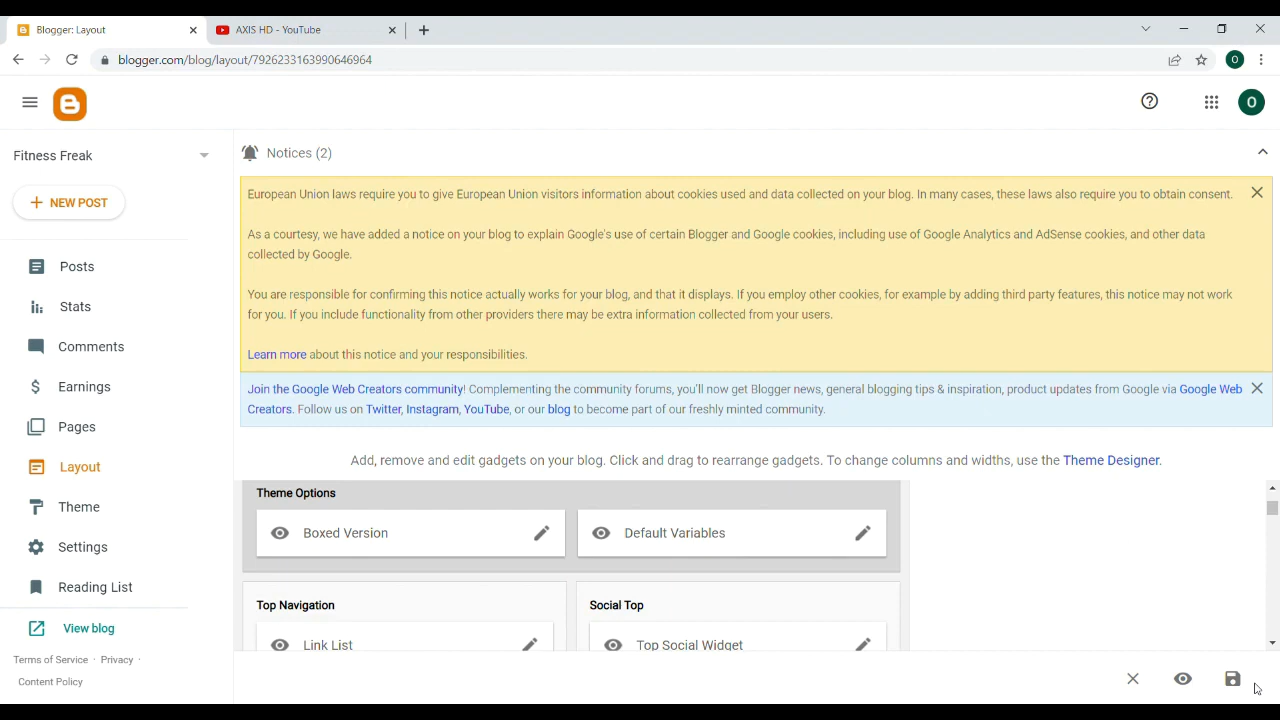 Blogger: Layout
AXIS HD - YouTube
blogger.com/blog/layout/7926233163990646964
O
O
Fitness Freak
Notices (2)
NEW POST
European Union laws require you to give European Union visitors information about cookies used and data collected on your blog. In many cases, these laws also require you to obtain consent.
As a courtesy, we have added a notice on your blog to explain Google's use of certain Blogger and Google cookies, including use of Google Analytics and AdSense cookies, and other data
collected by Google.
You are responsible for confirming this notice actually works for your blog, and that it displays. If you employ other cookies, for example by adding third party features, this notice may not work
for you. If you include functionality from other providers there may be extra information collected from your users.
Learn more about this notice and your responsibilities.
Join the Google Web Creators community! Complementing the community forums, you'll now get Blogger news, general blogging tips & inspiration, product updates from Google via Google Web
Creators. Follow us on Twitter, Instagram, YouTube, or our blog to become part of our freshly minted community.
Posts
Stats
Comments
Earnings
Pages
Layout
Theme
Settings
Reading List
View blog
Terms of Service · Privacy ·
Content Policy
Add, remove and edit gadgets on your blog. Click and drag to rearrange gadgets. To change columns and widths, use the Theme Designer.
Theme Options
Boxed Version
Default Variables
Top Navigation
Social Top
Link List
Top Social Widget